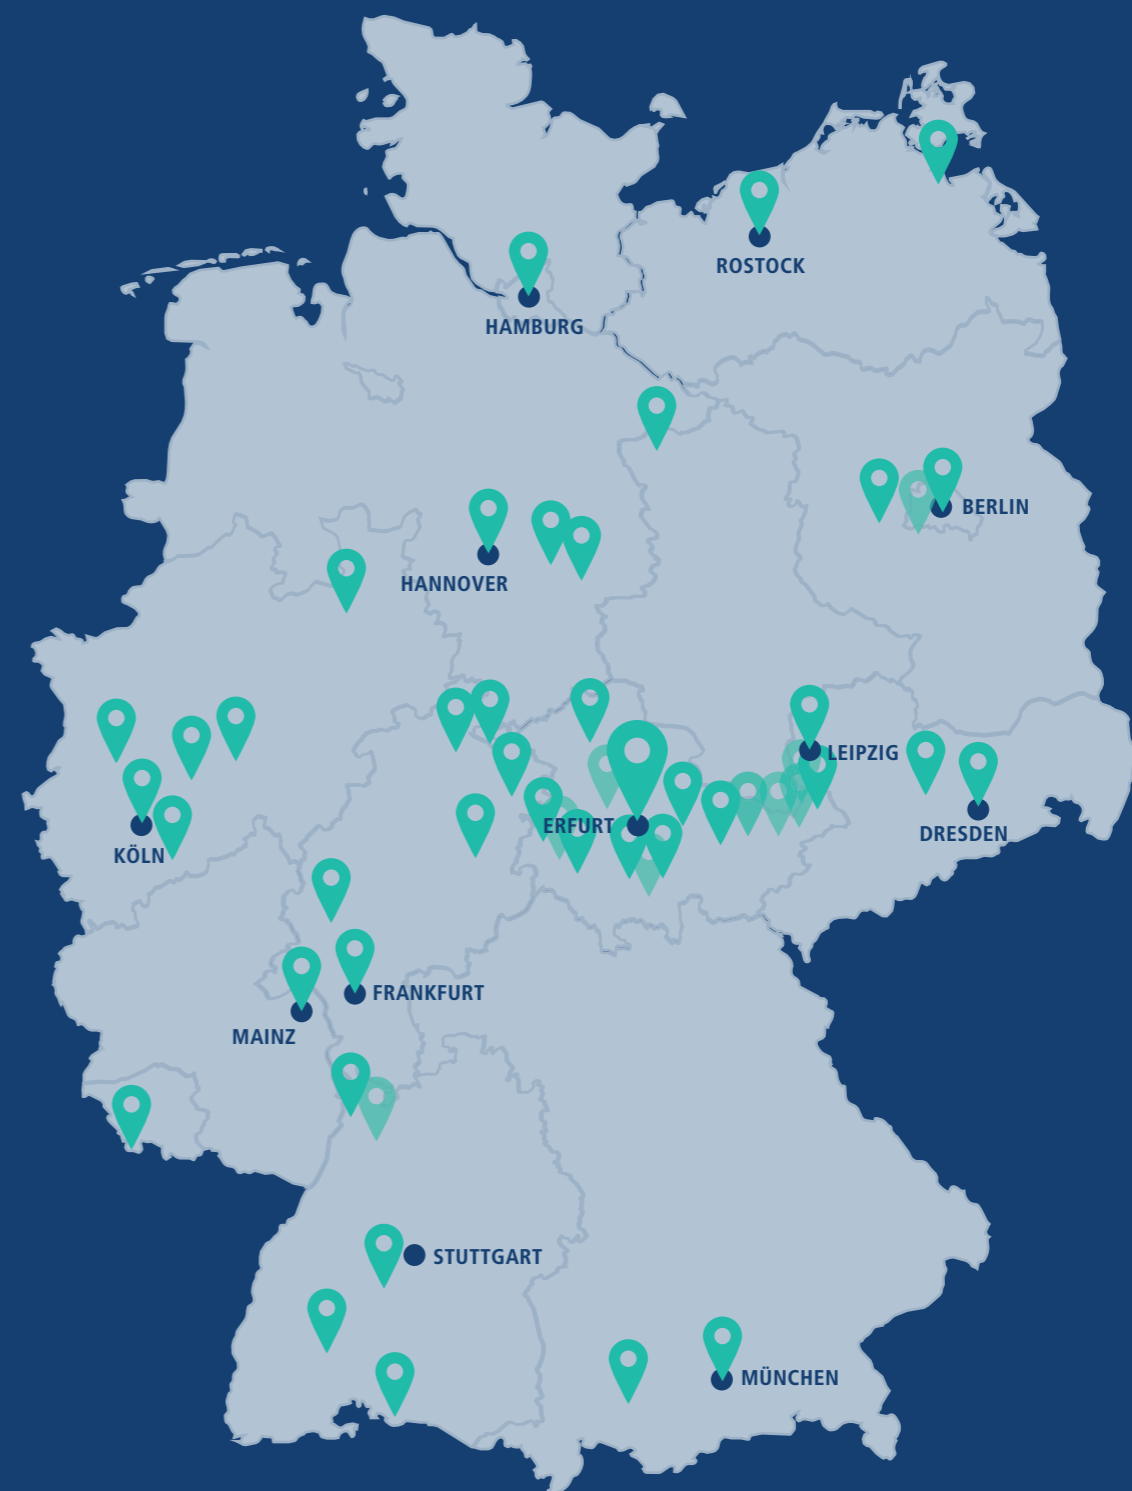 ROSTOCK
HAMBURG
BERLIN
HANNOVER
LEIPZIG
ERFURT
DRESDEN
KÖLN
FRANKFURT
MAINZ
STUTTGART
MÜNCHEN